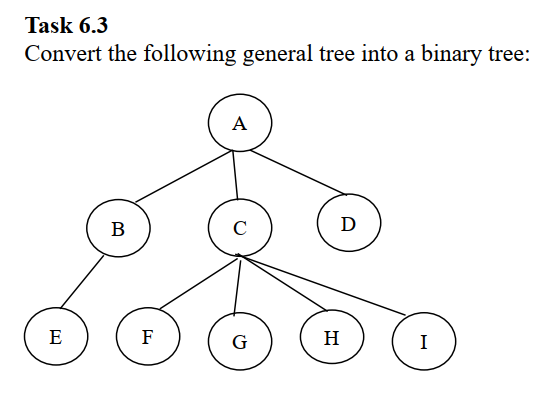 Task 6.3
Convert the following general tree into a binary tree:
A
B C D
E F G H I